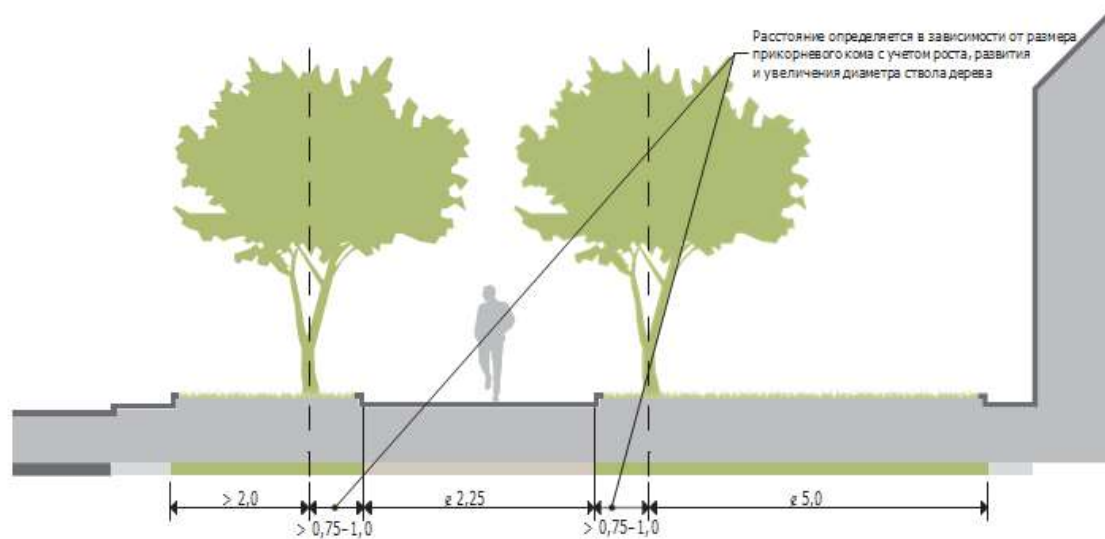 Расстояние определяется в зависимости от размера
прикорневого кома с учетом роста, развития
и увеличения диаметра ствола дерева
> 2,0
> 0,75–1,0
⩾ 2,25
> 0,75–1,0
⩾ 5,0